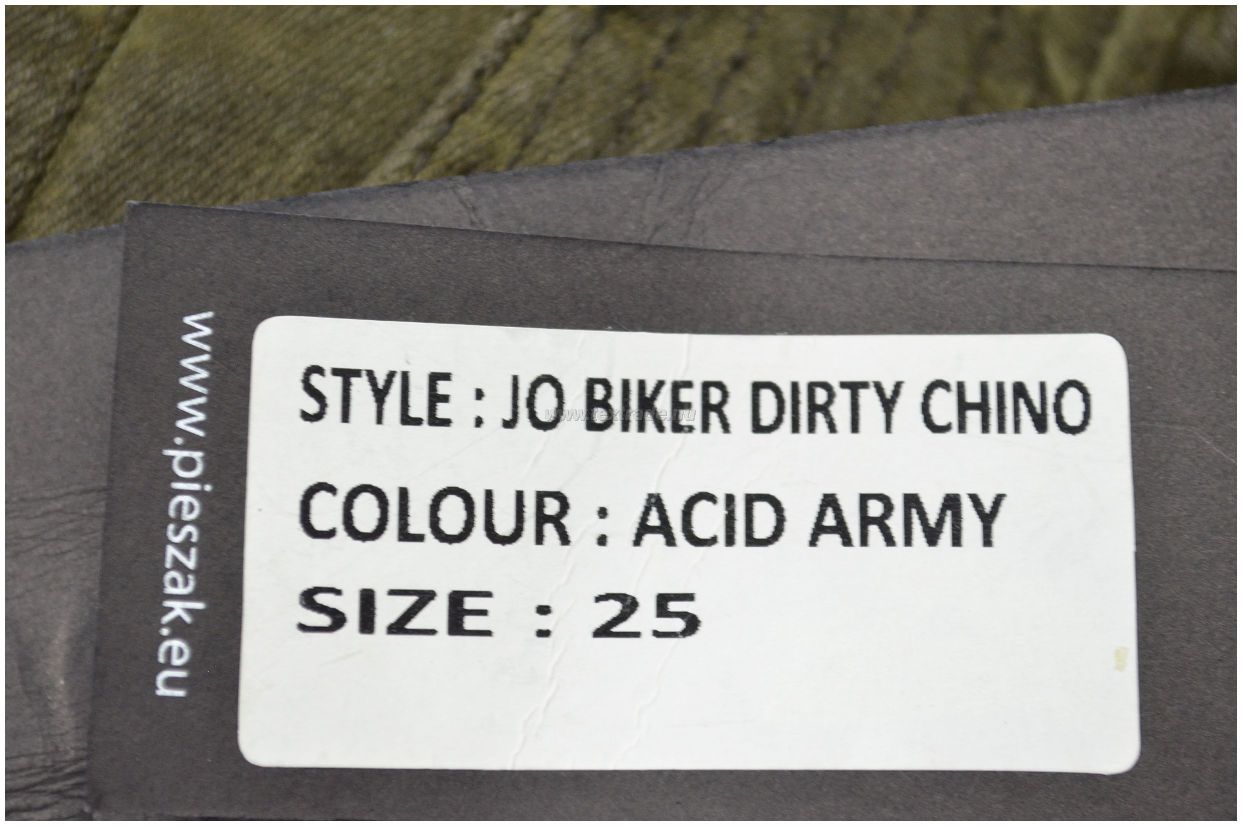 www.pieszak.eu
STYLE : JO BIKER DIRTY CHINO
COLOUR : ACID ARMY
SIZE : 25